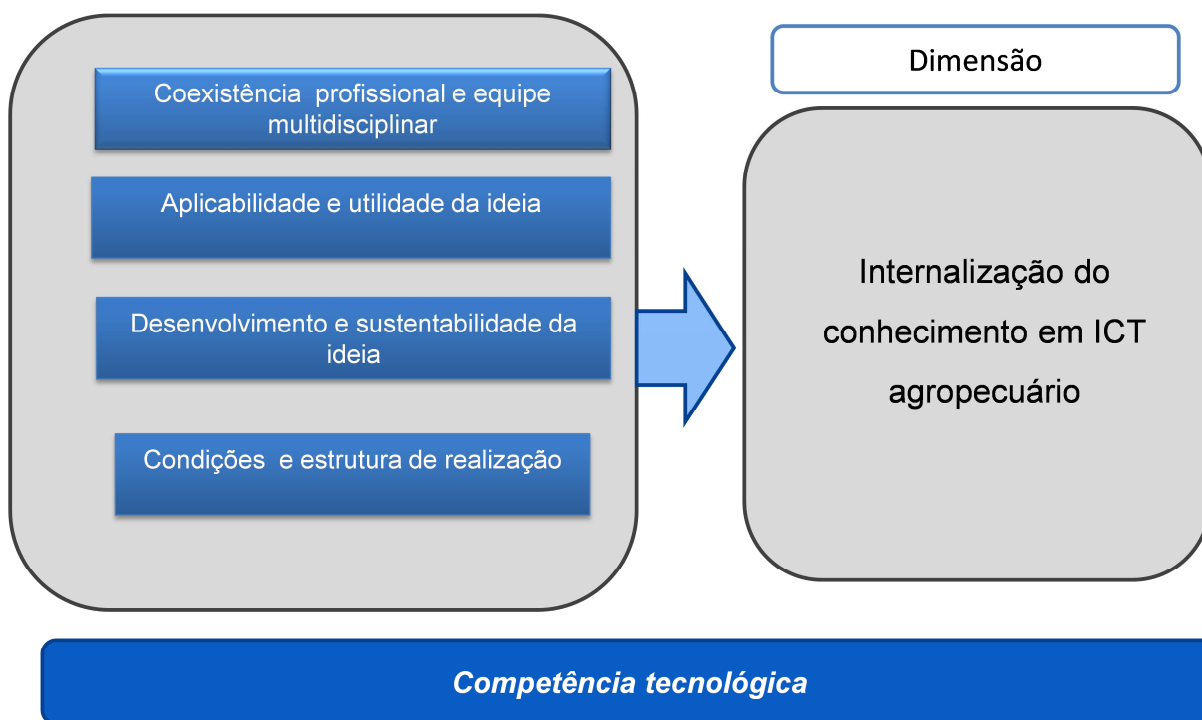 Coexistência profissional e equipe
multidisciplinar
Aplicabilidade e utilidade da ideia
Desenvolvimento e sustentabilidade da
ideia
Condições e estrutura de realização
Dimensão
Internalização do
conhecimento em ICT
agropecuário
Competência tecnológica